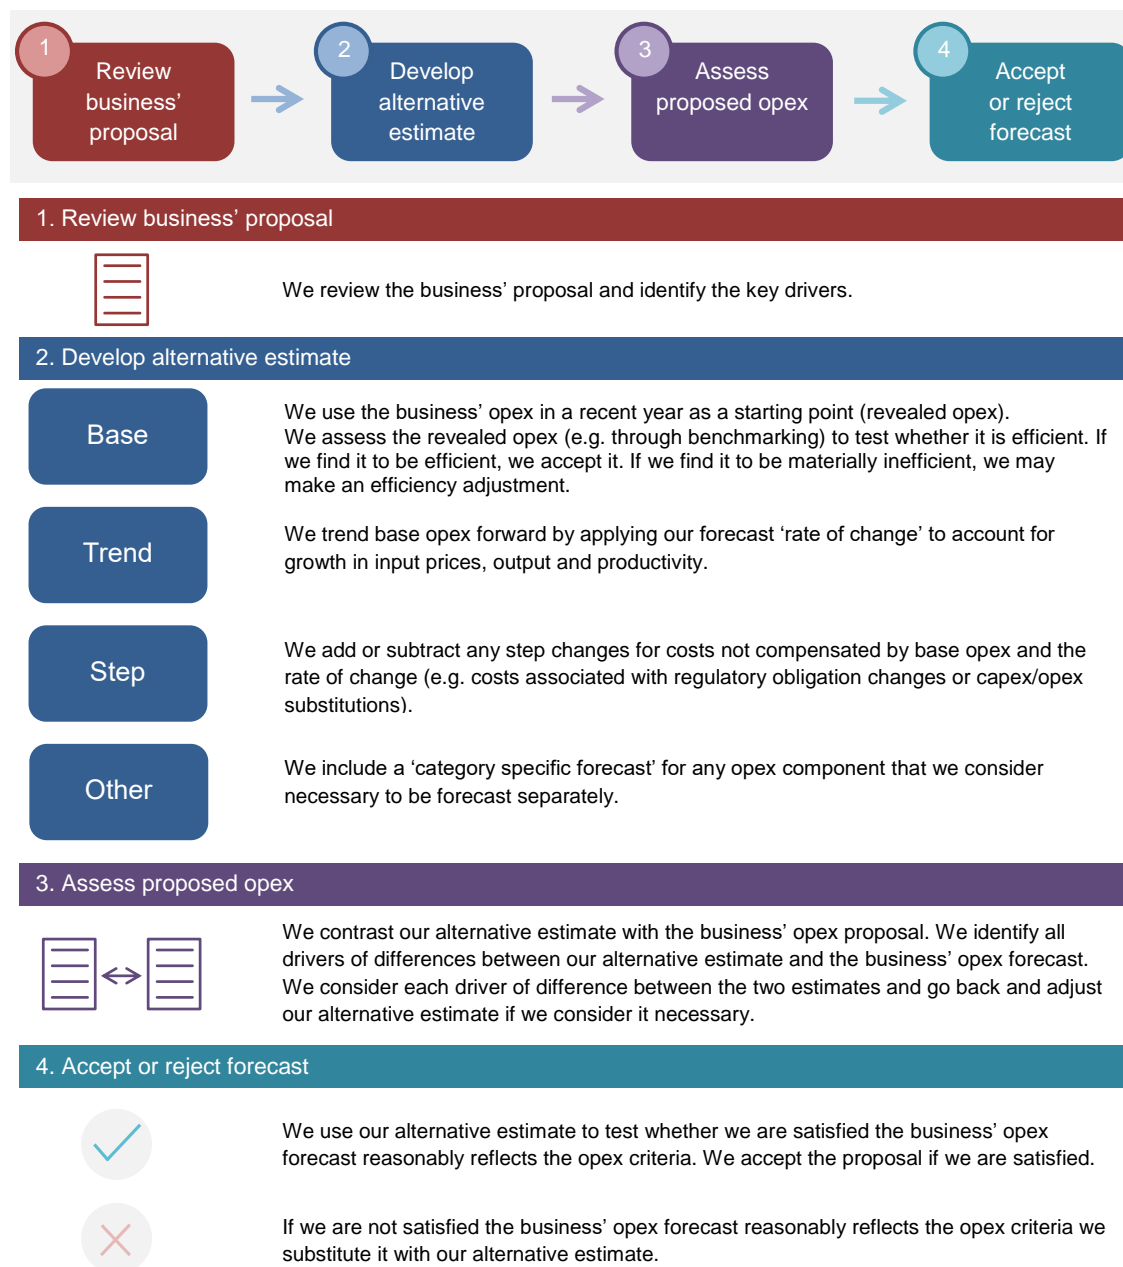 1
Review
business’
proposal
2
Develop
alternative
estimate
3
Assess
proposed opex
4
Accept
or reject
forecast
1. Review business’ proposal
We review the business’ proposal and identify the key drivers.
2. Develop alternative estimate
Base
We use the business’ opex in a recent year as a starting point (revealed opex).
We assess the revealed opex (e.g. through benchmarking) to test whether it is efficient. If
we find it to be efficient, we accept it. If we find it to be materially inefficient, we may
make an efficiency adjustment.
Trend
We trend base opex forward by applying our forecast ‘rate of change’ to account for
growth in input prices, output and productivity.
Step
We add or subtract any step changes for costs not compensated by base opex and the
rate of change (e.g. costs associated with regulatory obligation changes or capex/opex
substitutions).
Other
We include a ‘category specific forecast’ for any opex component that we consider
necessary to be forecast separately.
3. Assess proposed opex
We contrast our alternative estimate with the business’ opex proposal. We identify all
drivers of differences between our alternative estimate and the business’ opex forecast.
We consider each driver of difference between the two estimates and go back and adjust
our alternative estimate if we consider it necessary.
4. Accept or reject forecast
We use our alternative estimate to test whether we are satisfied the business’ opex
forecast reasonably reflects the opex criteria. We accept the proposal if we are satisfied.
If we are not satisfied the business’ opex forecast reasonably reflects the opex criteria we
substitute it with our alternative estimate.